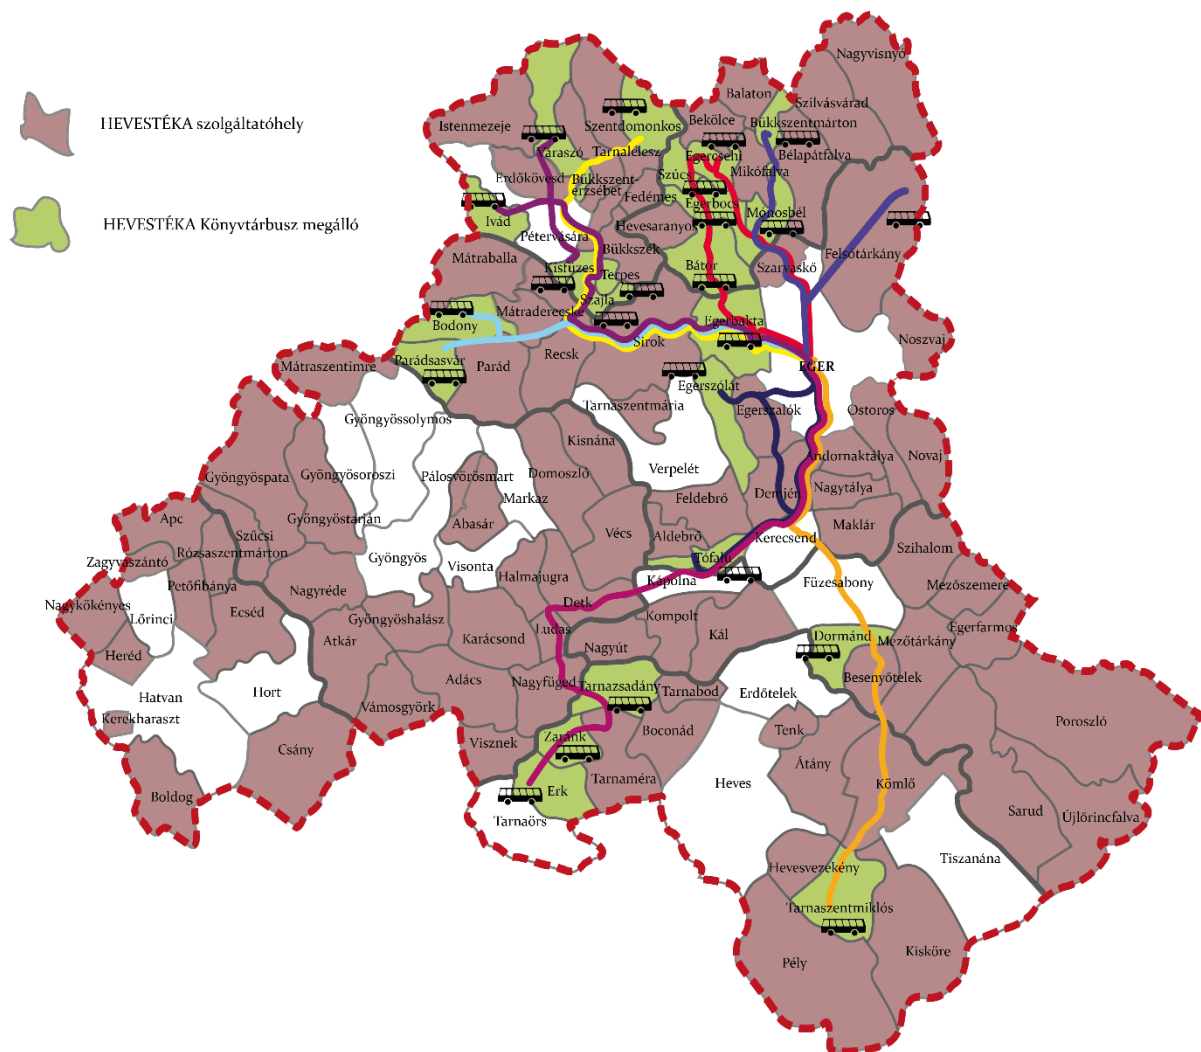 HEVESTÉKA szolgáltatóhely
HEVESTÉKA Könyvtárbusz megálló
Nagyvisnyó
Balaton
Szilvásvárad
Istenmezeje
Szentdomonkos
Bekölce
Bükkszentmárton
Váraszó
Tarnalelesz
Egercsehi
Bélapátfalva
Erdőkövesd
Bükkszent-
erzsébet
Szúcs
Mikófalva
Fedémes
Egerbocs
Mónosbél
Ivád
Pétervására
Hevesaranyos
Felsőtárkány
Mátraballa
Bükkszék
Kisfüzes
Terpes
Bátor
Szarvaskő
Szajla
Mátraderecske
Bodony
Egerbakta
Sirok
Noszvaj
Parádsasvár
Parád
Recsk
Mátraszentimre
EGER
Egerszólát
Tarnaszentmária
Egerszalók
Ostoros
Gyöngyössolymos
Kisnána
Andornaktálya
Novaj
Gyöngyöspata
Gyöngyösoroszi
Pálosvörösmart
Domoszló
Verpelét
Markaz
Feldebrő
Demjén
Nagytálya
Apc
Gyöngyöstarján
Abasár
Maklár
Szűcsi
Vécs
Aldebrő
Kerecsend
Rózsaszentmárton
Szihalom
Zagyvaszántó
Gyöngyös
Visonta
Halmajugra
Tófalu
Petőfibánya
Nagyréde
Kápolna
Füzesabony
Mezőszemere
Nagykökényes
Lőrinci
Ecséd
Gyöngyöshalász
Detk
Kompolt
Egerfarmos
Heréd
Atkár
Karácsond
Ludas
Nagyút
Kál
Dormánd
Mezőtárkány
Hatvan
Hort
Adács
Nagyfüged
Tarnazsadány
Tarnabod
Erdőtelek
Besenyőtelek
Kerekharaszt
Vámosgyörk
Poroszló
Csány
Visznek
Zaránk
Boconád
Tenk
Boldog
Átány
Erk
Tarnaméra
Heves
Kömlő
Tarnaörs
Sarud
Újlőrincfalva
Tiszanána
Hevesvezekény
Tarnaszentmiklós
Pély
Kisköre